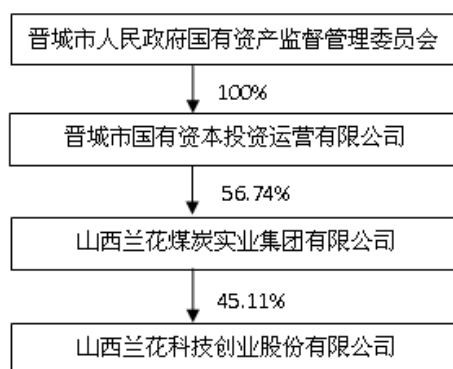 晋城市人民政府国有资产监督管理委员会
100%
晋城市国有资本投资运营有限公司
56.74%
山西兰花煤炭实业集团有限公司
45.11%
山西兰花科技创业股份有限公司